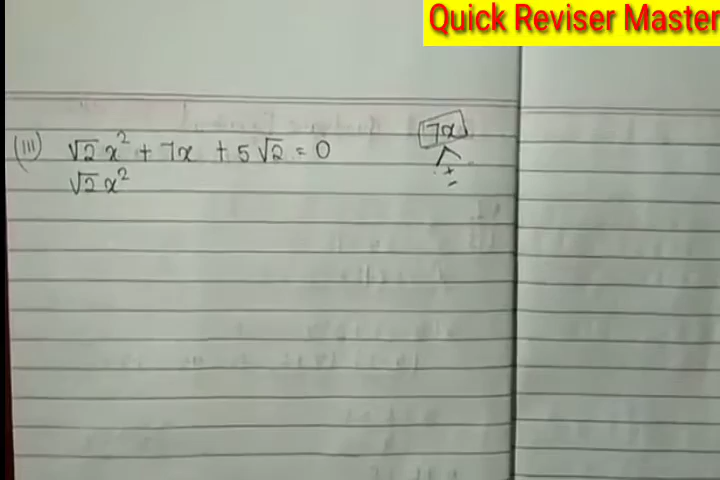 Quick Reviser Master
(III) √2 x² + 7x + 5√2 = 0
7x
√2 x²
+
-